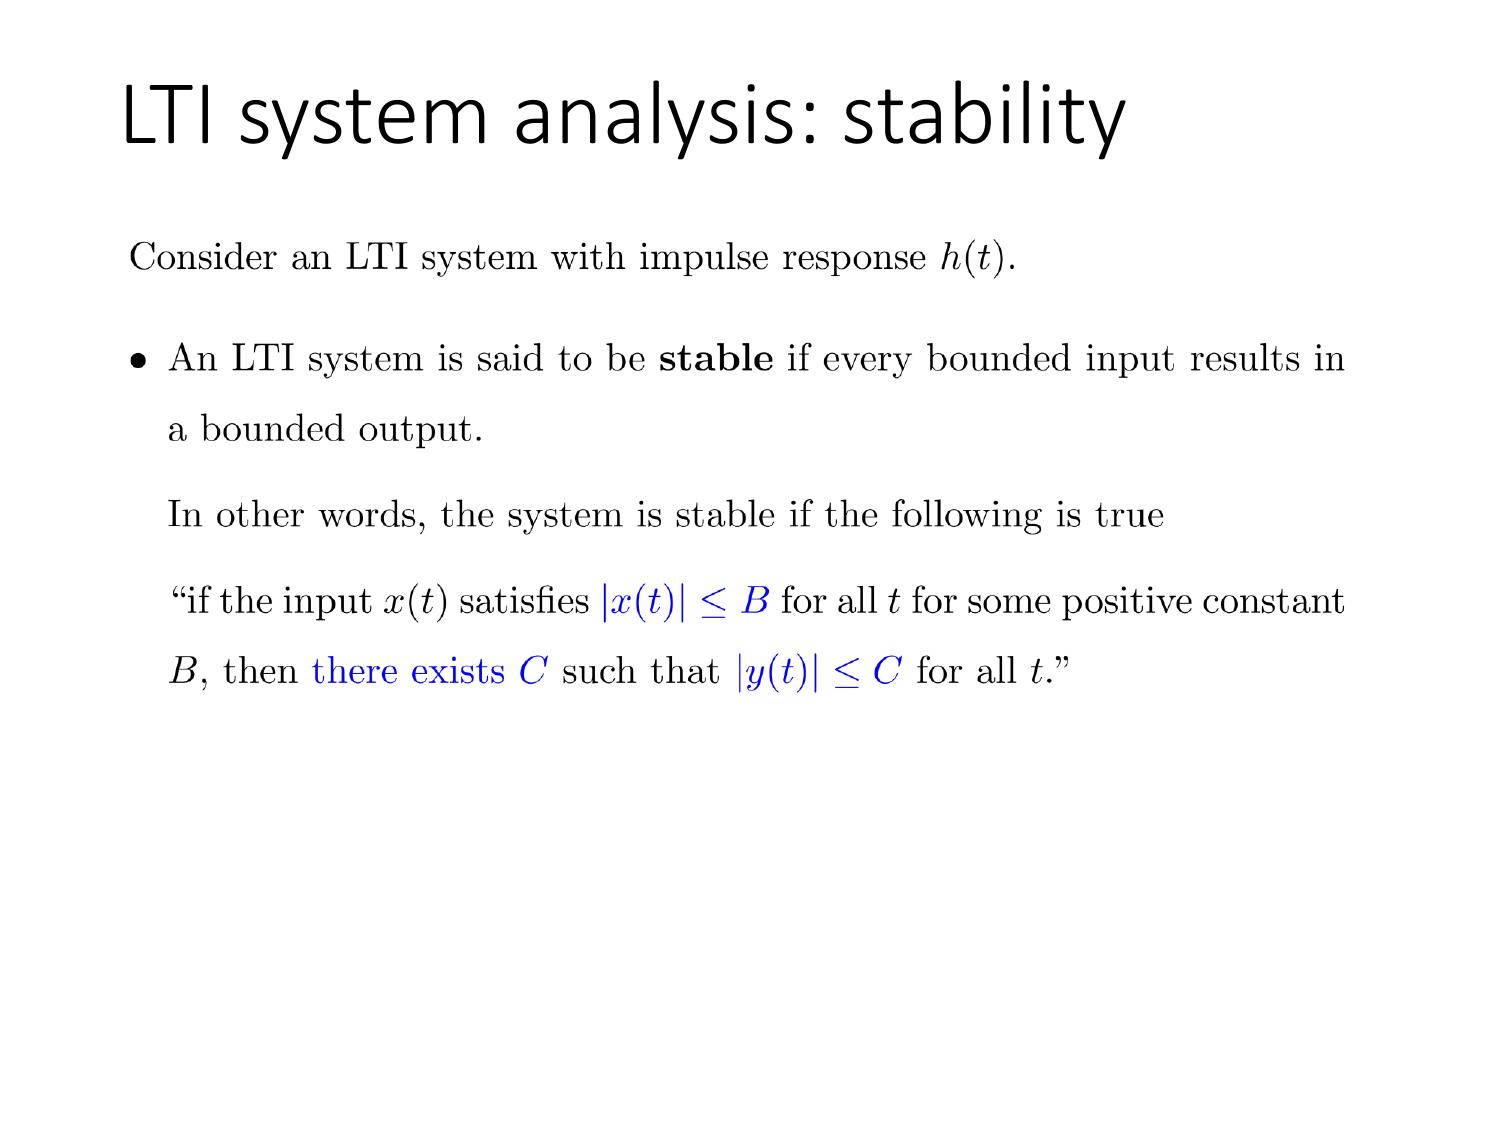 LTI system analysis: stability
Consider an LTI system with impulse response h(t).
• An LTI system is said to be stable if every bounded input results in
a bounded output.
In other words, the system is stable if the following is true
“if the input x(t) satisfies |x(t)| ≤ B for all t for some positive constant
B, then there exists C such that |y(t)| ≤ C for all t.”